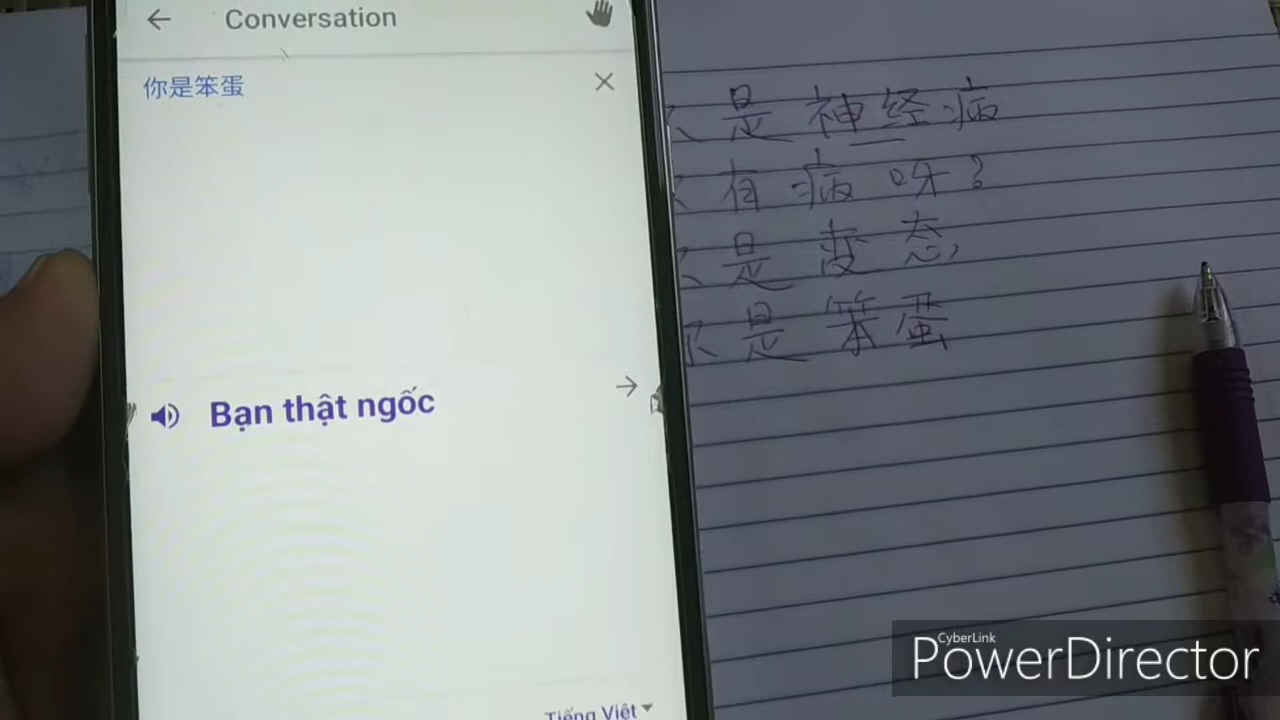 Conversation
你是笨蛋
Bạn thật ngốc
Tiếng Việt
是神经病
有病呀?
是变态,
是笨蛋
CyberLink
PowerDirector